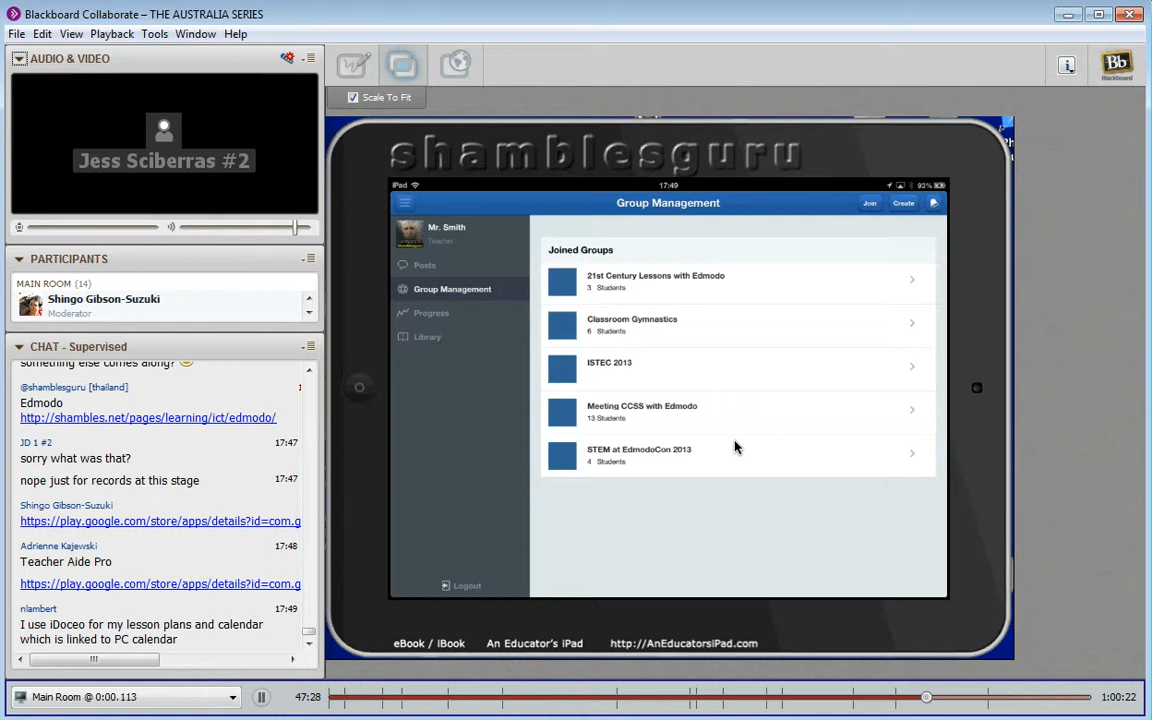 Blackboard Collaborate – THE AUSTRALIA SERIES
File Edit View Playback Tools Window Help
AUDIO & VIDEO
Jess Sciberras #2
PARTICIPANTS
MAIN ROOM (14)
Shingo Gibson-Suzuki
Moderator
CHAT - Supervised
something else comes along?
@shamblesguru [thailand] 1
Edmodo
http://shambles.net/pages/learning/ict/edmodo/
JD 1 #2 17:47
sorry what was that?
nope just for records at this stage 17:47
Shingo Gibson-Suzuki 17:47
https://play.google.com/store/apps/details?id=com.g
Adrienne Kajewski 17:48
Teacher Aide Pro
https://play.google.com/store/apps/details?id=com.g
nlambert 17:49
I use iDoceo for my lesson plans and calendar
which is linked to PC calendar
Main Room @ 0:00.113
47:28
1:00:22
Scale To Fit
Bb
Blackboard
shamblesguru
iPad 17:49 93%
Group Management Join Create
Mr. Smith
Teacher
Posts
Group Management
Progress
Library
Logout
Joined Groups
21st Century Lessons with Edmodo
3 Students
Classroom Gymnastics
6 Students
ISTEC 2013
Meeting CCSS with Edmodo
13 Students
STEM at EdmodoCon 2013
4 Students
eBook / iBook An Educator's iPad http://AnEducatorsiPad.com